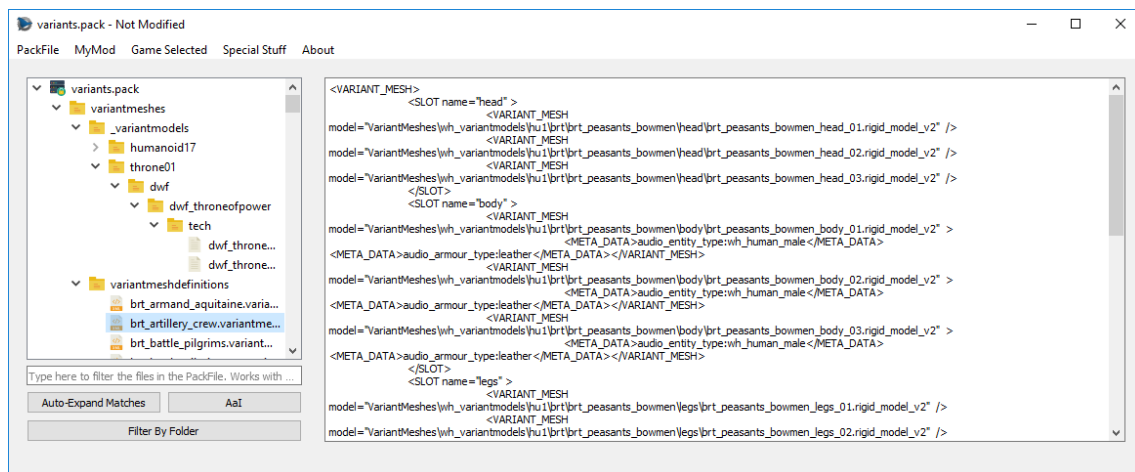 variants.pack - Not Modified
PackFile MyMod Game Selected Special Stuff About
variants.pack
variantmeshes
_variantmodels
humanoid17
throne01
dwf
dwf_throneofpower
tech
dwf_throne...
dwf_throne...
variantmeshdefinitions
brt_armand_aquitaine.varia...
brt_artillery_crew.variantme...
brt_battle_pilgrims.variant...
Type here to filter the files in the PackFile. Works with ...
Auto-Expand Matches AaI
Filter By Folder
<VARIANT_MESH>
<SLOT name="head" >
<VARIANT_MESH
model="VariantMeshes\wh_variantmodels\hu1\brt\brt_peasants_bowmen\head\brt_peasants_bowmen_head_01.rigid_model_v2" />
<VARIANT_MESH
model="VariantMeshes\wh_variantmodels\hu1\brt\brt_peasants_bowmen\head\brt_peasants_bowmen_head_02.rigid_model_v2" />
<VARIANT_MESH
model="VariantMeshes\wh_variantmodels\hu1\brt\brt_peasants_bowmen\head\brt_peasants_bowmen_head_03.rigid_model_v2" />
</SLOT>
<SLOT name="body" >
<VARIANT_MESH
model="VariantMeshes\wh_variantmodels\hu1\brt\brt_peasants_bowmen\body\brt_peasants_bowmen_body_01.rigid_model_v2" >
<META_DATA>audio_entity_type:wh_human_male</META_DATA>
<META_DATA>audio_armour_type:leather</META_DATA></VARIANT_MESH>
<VARIANT_MESH
model="VariantMeshes\wh_variantmodels\hu1\brt\brt_peasants_bowmen\body\brt_peasants_bowmen_body_02.rigid_model_v2" >
<META_DATA>audio_entity_type:wh_human_male</META_DATA>
<META_DATA>audio_armour_type:leather</META_DATA></VARIANT_MESH>
<VARIANT_MESH
model="VariantMeshes\wh_variantmodels\hu1\brt\brt_peasants_bowmen\body\brt_peasants_bowmen_body_03.rigid_model_v2" >
<META_DATA>audio_entity_type:wh_human_male</META_DATA>
<META_DATA>audio_armour_type:leather</META_DATA></VARIANT_MESH>
</SLOT>
<SLOT name="legs" >
<VARIANT_MESH
model="VariantMeshes\wh_variantmodels\hu1\brt\brt_peasants_bowmen\legs\brt_peasants_bowmen_legs_01.rigid_model_v2" />
<VARIANT_MESH
model="VariantMeshes\wh_variantmodels\hu1\brt\brt_peasants_bowmen\legs\brt_peasants_bowmen_legs_02.rigid_model_v2" />